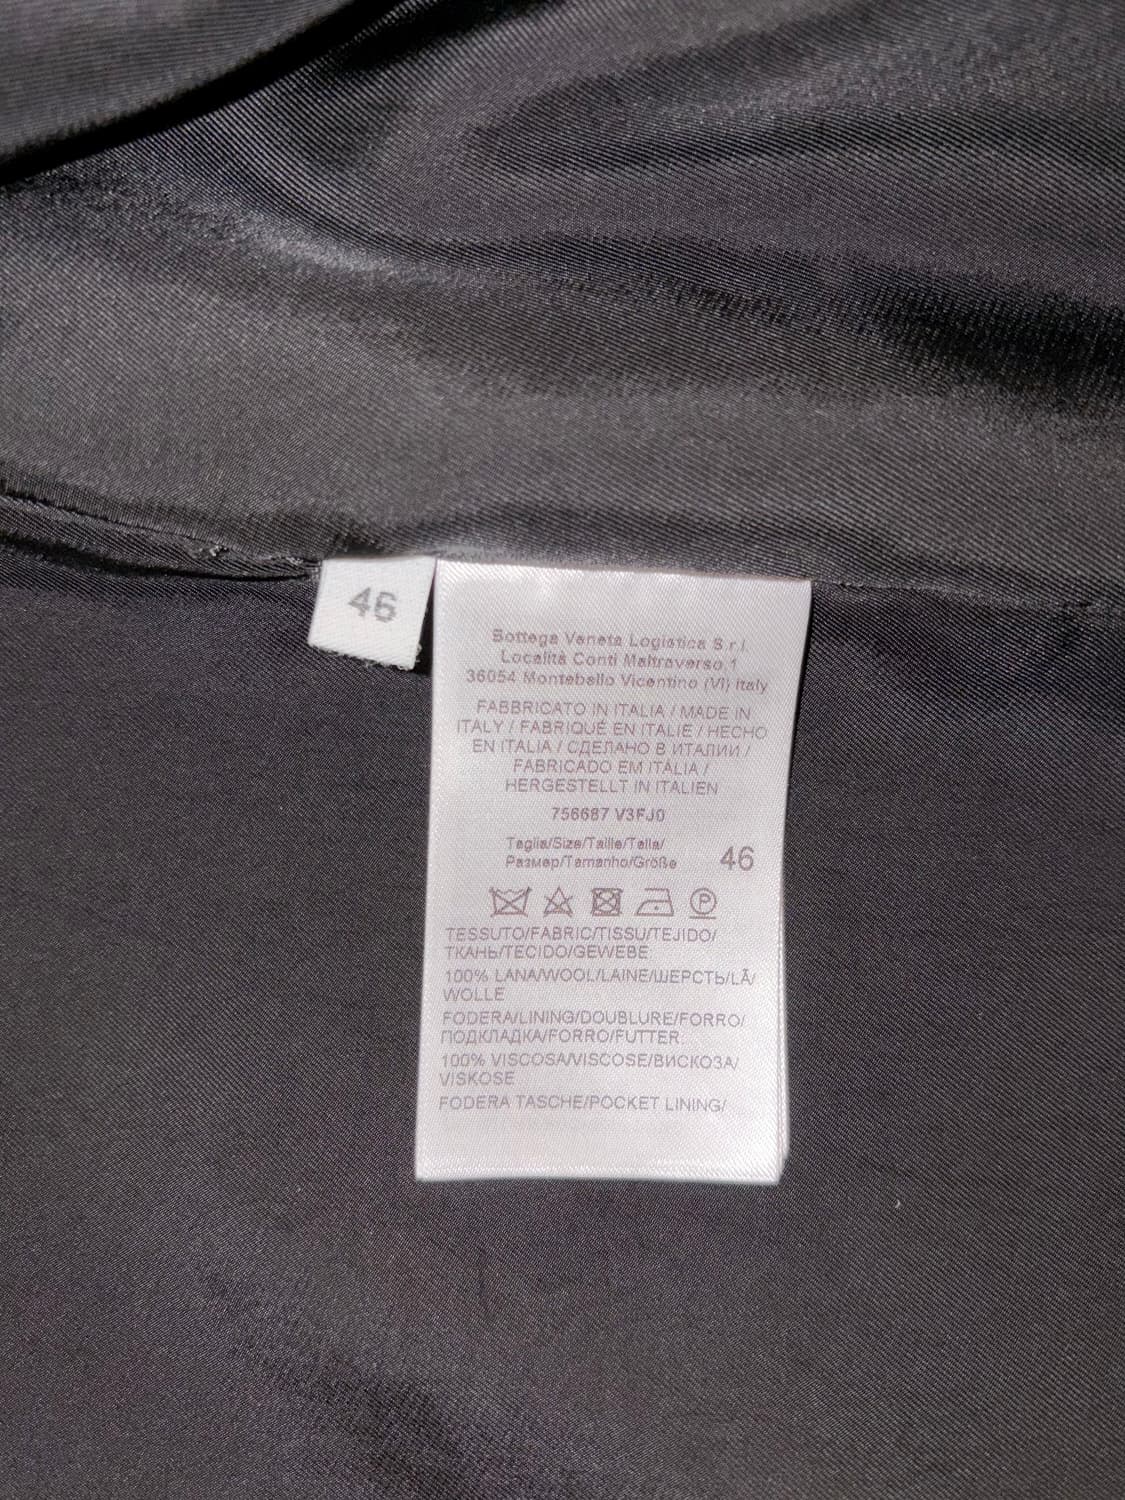 46
Bottega Veneta Logistica S.r.l.
Località Conti Maltraverso 1
36054 Montebello Vicentino (VI) Italy
FABBRICATO IN ITALIA / MADE IN
ITALY / FABRIQUÉ EN ITALIE / HECHO
EN ITALIA / СДЕЛАНО В ИТАЛИИ /
FABRICADO EM ITÁLIA /
HERGESTELLT IN ITALIEN
756687 V3FJ0
Taglia/Size/Taille/Talla/
Размер/Tamanho/Größe 46
P
TESSUTO/FABRIC/TISSU/TEJIDO/
ТКАНЬ/TECIDO/GEWEBE:
100% LANA/WOOL/LAINE/ШЕРСТЬ/LÃ/
WOLLE
FODERA/LINING/DOUBLURE/FORRO/
ПОДКЛАДКА/FORRO/FUTTER:
100% VISCOSA/VISCOSE/ВИСКОЗА/
VISKOSE
FODERA TASCHE/POCKET LINING/